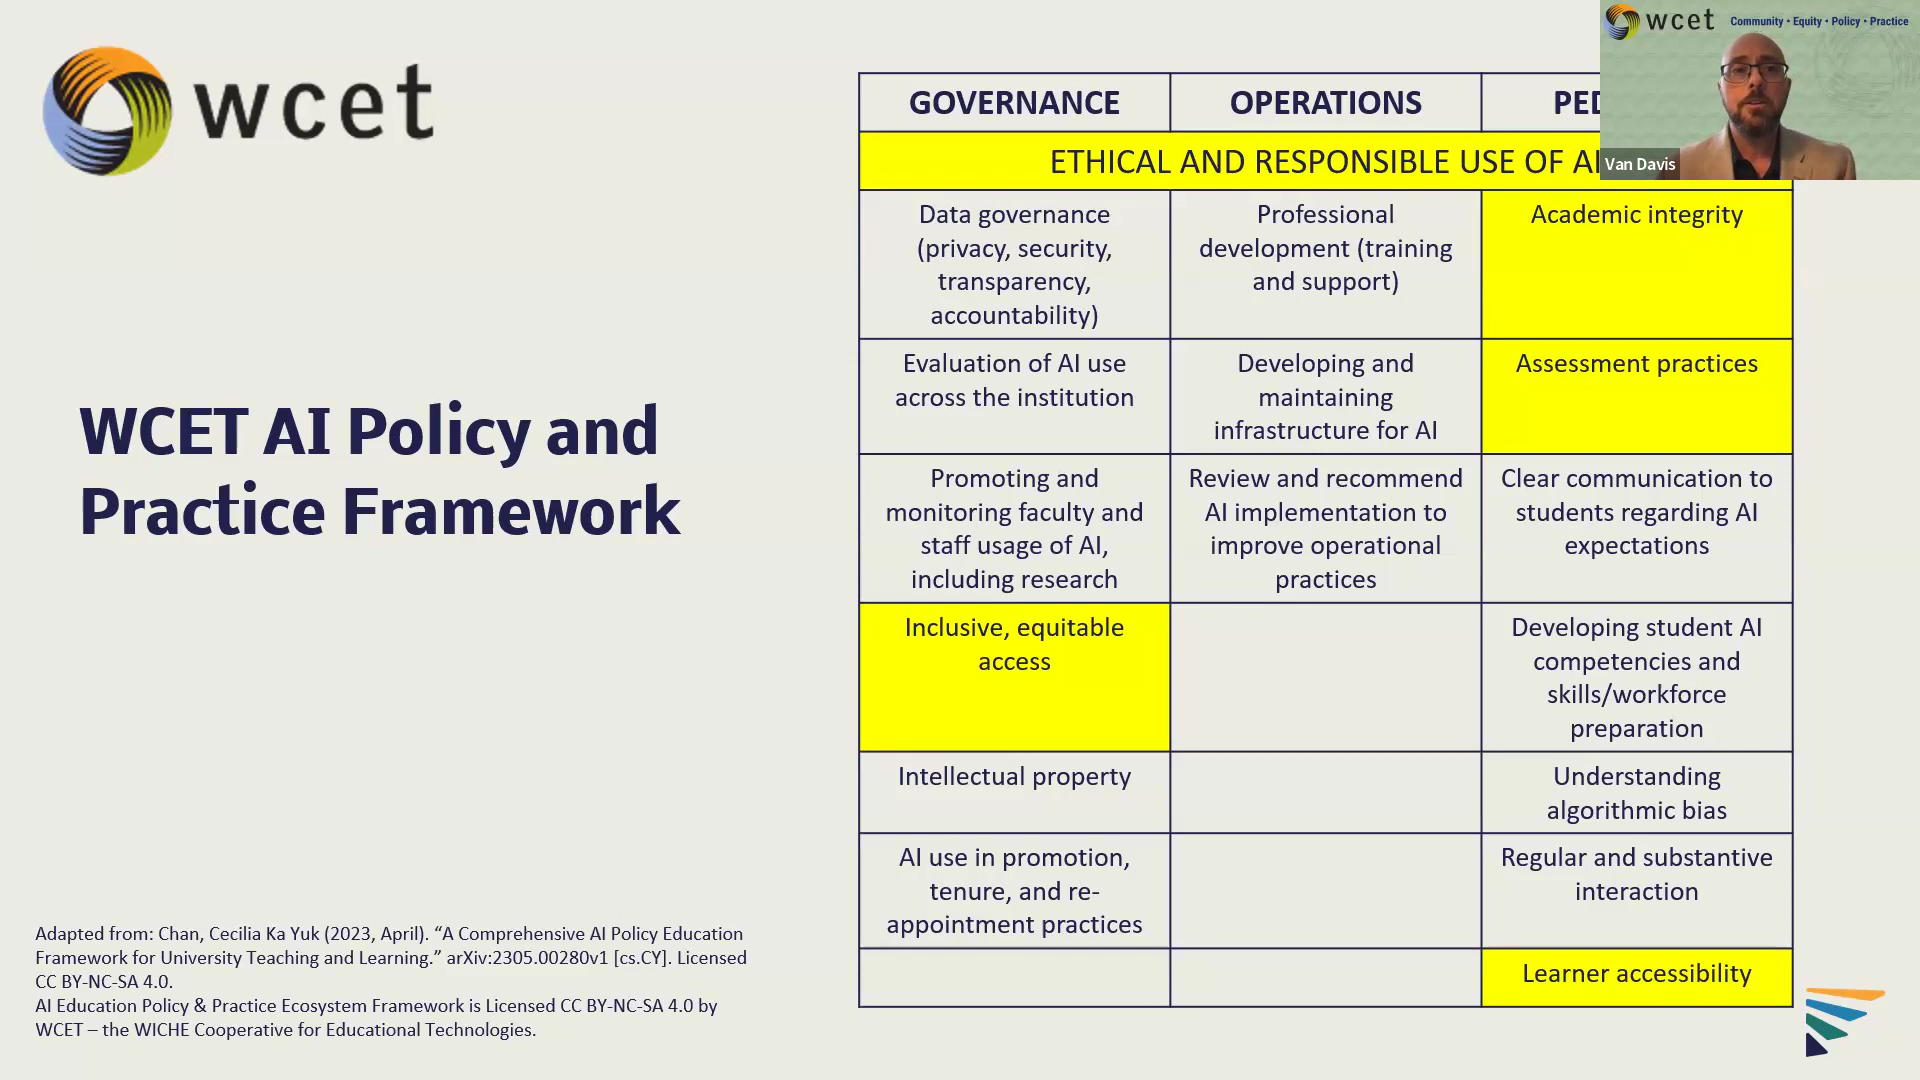 wcet
WCET AI Policy and
Practice Framework
Adapted from: Chan, Cecilia Ka Yuk (2023, April). “A Comprehensive AI Policy Education
Framework for University Teaching and Learning.” arXiv:2305.00280v1 [cs.CY]. Licensed
CC BY-NC-SA 4.0.
AI Education Policy & Practice Ecosystem Framework is Licensed CC BY-NC-SA 4.0 by
WCET – the WICHE Cooperative for Educational Technologies.
GOVERNANCE
OPERATIONS
PED
ETHICAL AND RESPONSIBLE USE OF AI
Data governance
(privacy, security,
transparency,
accountability)
Professional
development (training
and support)
Academic integrity
Evaluation of AI use
across the institution
Developing and
maintaining
infrastructure for AI
Assessment practices
Promoting and
monitoring faculty and
staff usage of AI,
including research
Review and recommend
AI implementation to
improve operational
practices
Clear communication to
students regarding AI
expectations
Inclusive, equitable
access
Developing student AI
competencies and
skills/workforce
preparation
Intellectual property
Understanding
algorithmic bias
AI use in promotion,
tenure, and re-
appointment practices
Regular and substantive
interaction
Learner accessibility
wcet Community • Equity • Policy • Practice
Van Davis